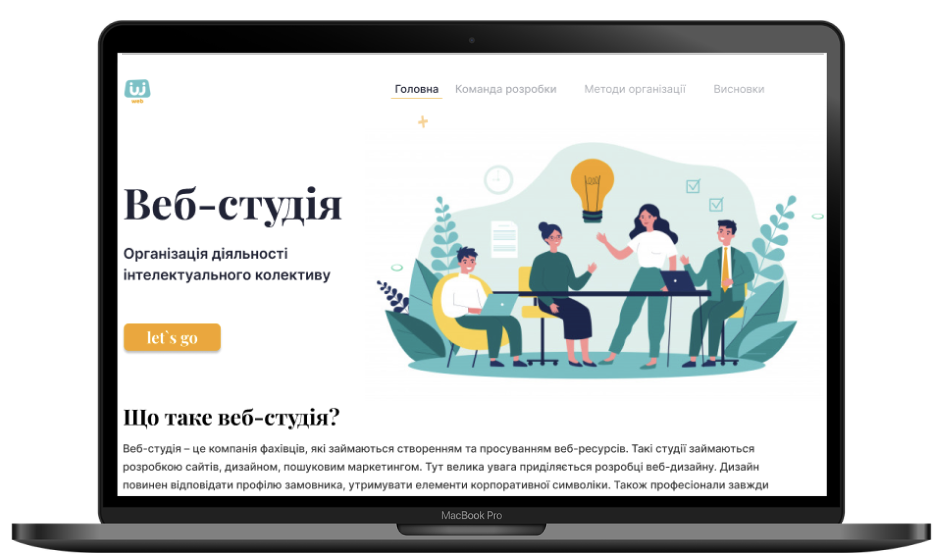 web
Головна Команда розробки Методи організації Висновки
Веб-студія
Організація діяльності
інтелектуального колективу
let`s go
Що таке веб-студія?
Веб-студія – це компанія фахівців, які займаються створенням та просуванням веб-ресурсів. Такі студії займаються
розробкою сайтів, дизайном, пошуковим маркетингом. Тут велика увага приділяється розробці веб-дизайну. Дизайн
повинен відповідати профілю замовника, утримувати елементи корпоративної символіки. Також професіонали завжди
MacBook Pro